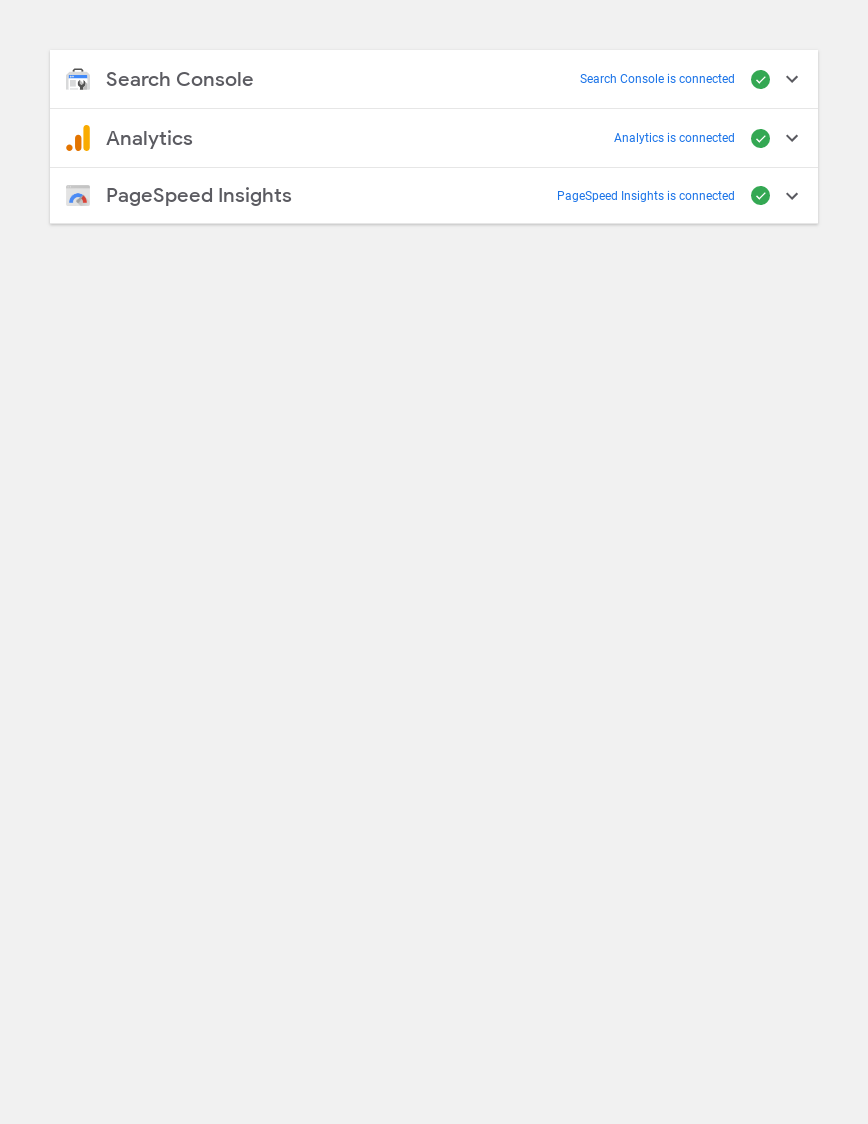 Search Console Search Console is connected
Analytics Analytics is connected
PageSpeed Insights PageSpeed Insights is connected